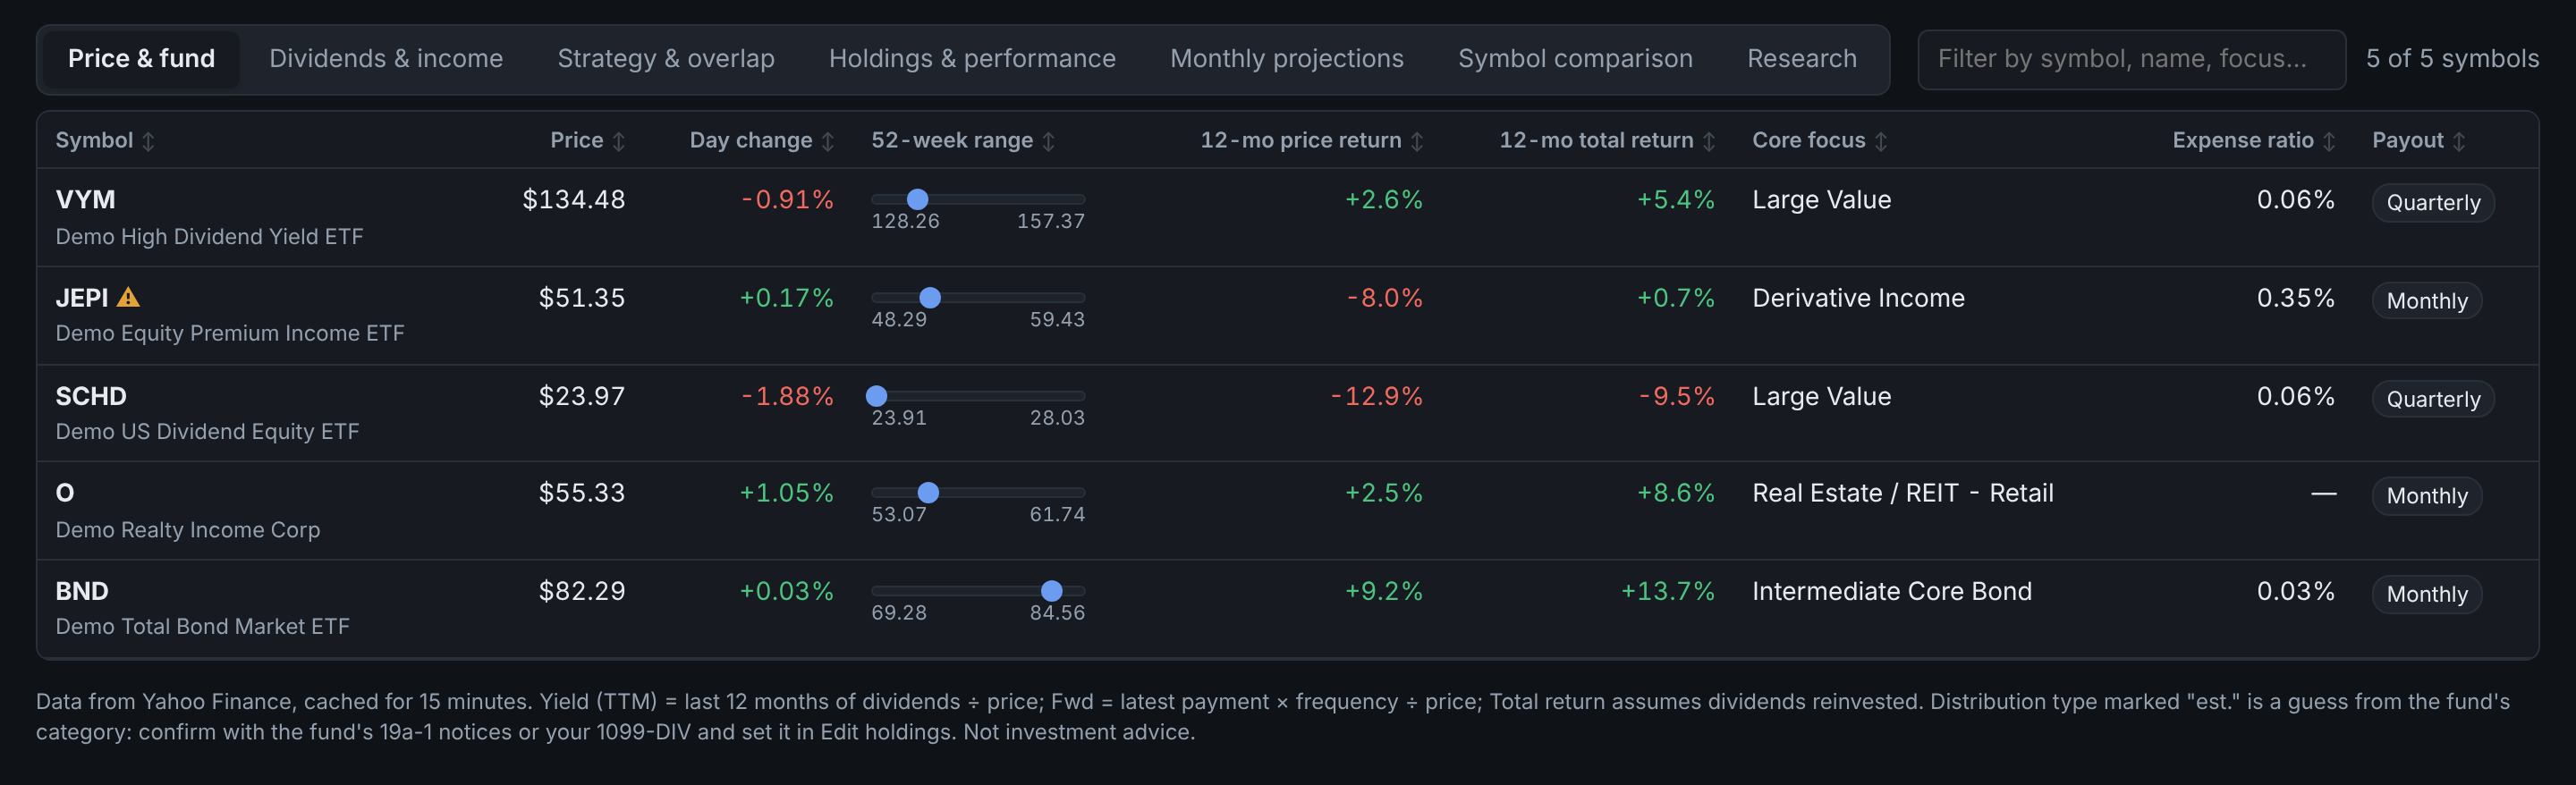 Price & fund Dividends & income Strategy & overlap Holdings & performance Monthly projections Symbol comparison Research Filter by symbol, name, focus... 5 of 5 symbols
Symbol Price Day change 52-week range 12-mo price return 12-mo total return Core focus Expense ratio Payout
VYM $134.48 -0.91% +2.6% +5.4% Large Value 0.06% Quarterly
128.26 157.37
Demo High Dividend Yield ETF
JEPI $51.35 +0.17% -8.0% +0.7% Derivative Income 0.35% Monthly
48.29 59.43
Demo Equity Premium Income ETF
SCHD $23.97 -1.88% -12.9% -9.5% Large Value 0.06% Quarterly
23.91 28.03
Demo US Dividend Equity ETF
O $55.33 +1.05% +2.5% +8.6% Real Estate / REIT - Retail — Monthly
53.07 61.74
Demo Realty Income Corp
BND $82.29 +0.03% +9.2% +13.7% Intermediate Core Bond 0.03% Monthly
69.28 84.56
Demo Total Bond Market ETF
Data from Yahoo Finance, cached for 15 minutes. Yield (TTM) = last 12 months of dividends ÷ price; Fwd = latest payment × frequency ÷ price; Total return assumes dividends reinvested. Distribution type marked "est." is a guess from the fund's
category: confirm with the fund's 19a-1 notices or your 1099-DIV and set it in Edit holdings. Not investment advice.